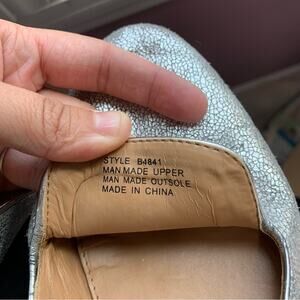 STYLE B4841
MAN MADE UPPER
MAN MADE OUTSOLE
MADE IN CHINA